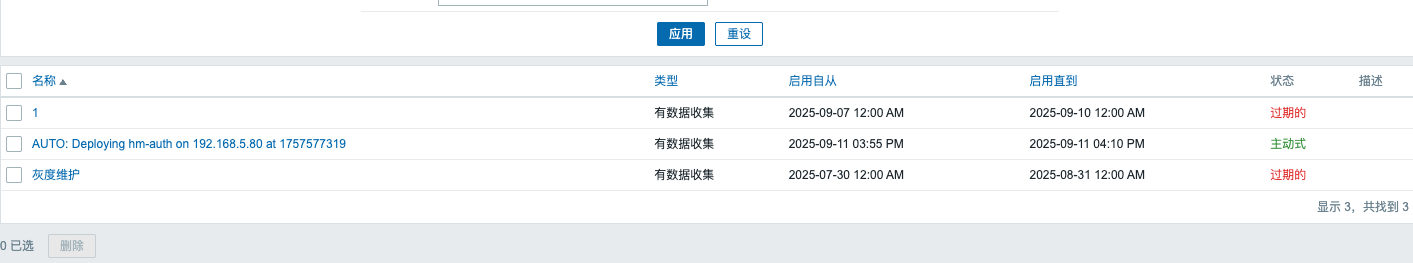 应用 重设
名称 类型 启用自从 启用直到 状态 描述
1 有数据收集 2025-09-07 12:00 AM 2025-09-10 12:00 AM 过期的
AUTO: Deploying hm-auth on 192.168.5.80 at 1757577319 有数据收集 2025-09-11 03:55 PM 2025-09-11 04:10 PM 主动式
灰度维护 有数据收集 2025-07-30 12:00 AM 2025-08-31 12:00 AM 过期的
显示 3，共找到 3
0 已选 删除